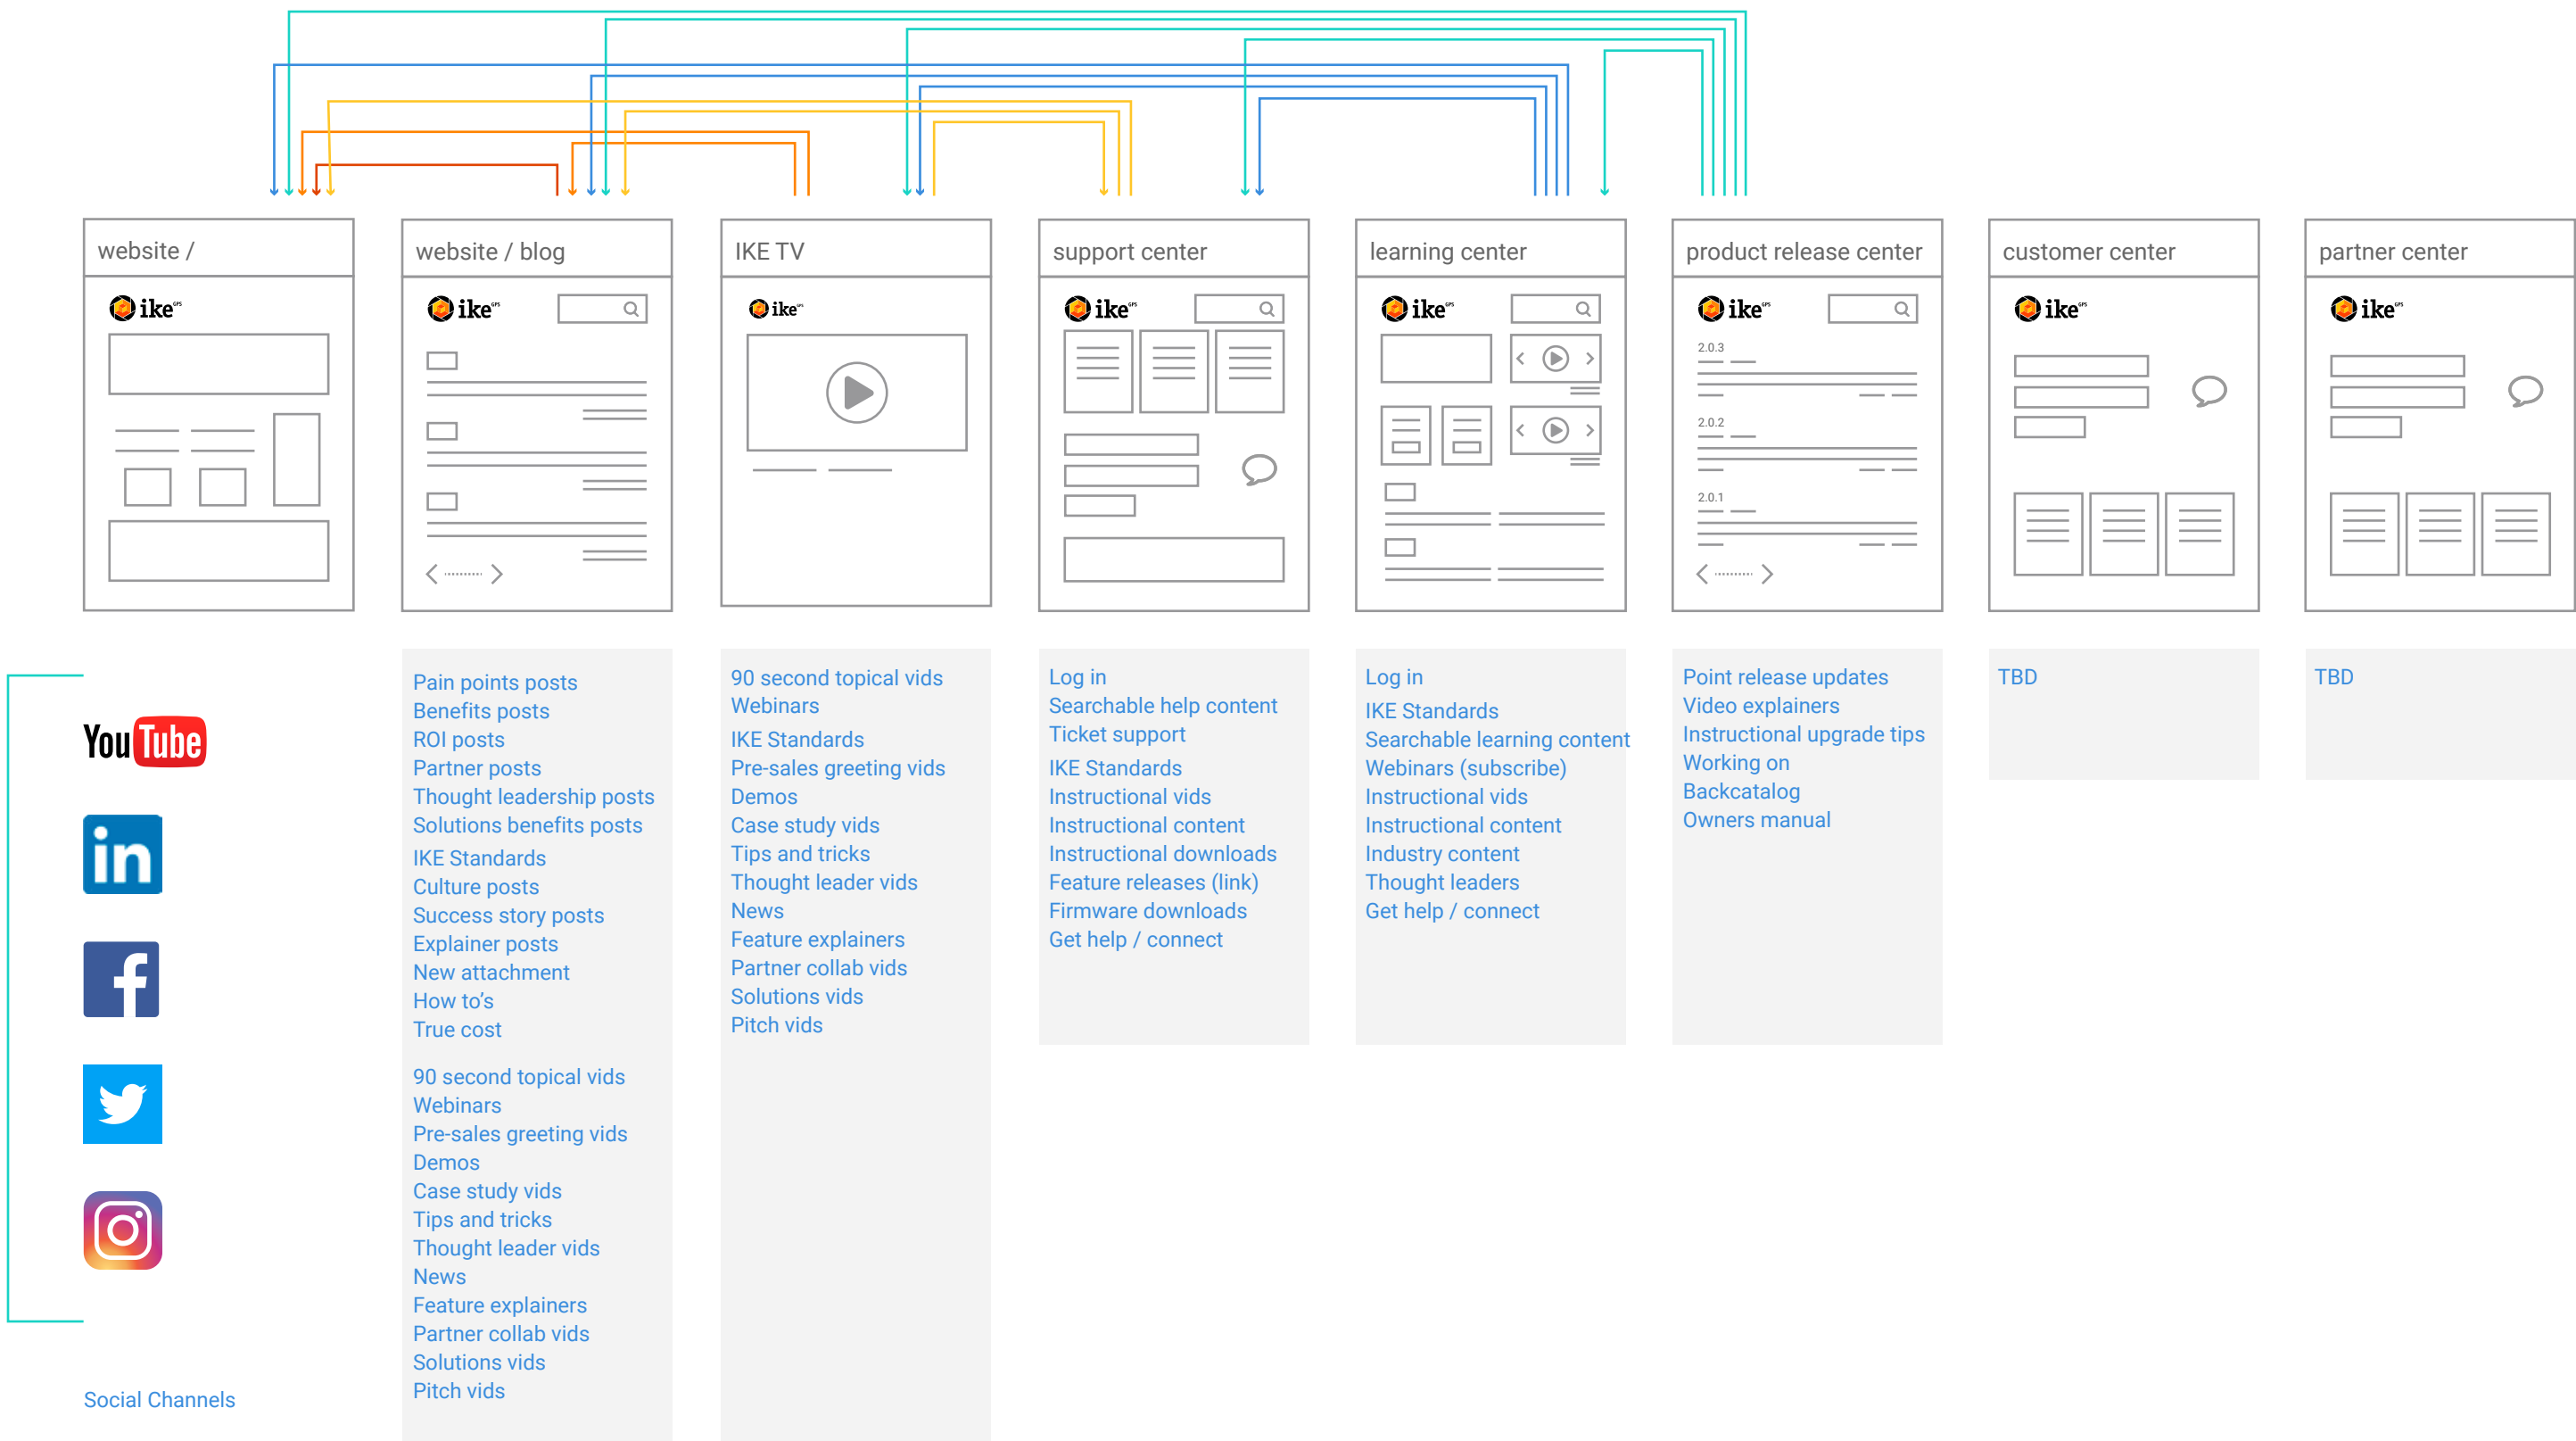 website /
website / blog
IKE TV
support center
learning center
product release center
customer center
partner center
ike GPS
ike GPS
ike GPS
ike GPS
ike GPS
ike GPS
ike GPS
ike GPS
2.0.3
2.0.2
2.0.1
YouTube
in
f
Social Channels
Pain points posts
Benefits posts
ROI posts
Partner posts
Thought leadership posts
Solutions benefits posts
IKE Standards
Culture posts
Success story posts
Explainer posts
New attachment
How to’s
True cost
90 second topical vids
Webinars
Pre-sales greeting vids
Demos
Case study vids
Tips and tricks
Thought leader vids
News
Feature explainers
Partner collab vids
Solutions vids
Pitch vids
90 second topical vids
Webinars
IKE Standards
Pre-sales greeting vids
Demos
Case study vids
Tips and tricks
Thought leader vids
News
Feature explainers
Partner collab vids
Solutions vids
Pitch vids
Log in
Searchable help content
Ticket support
IKE Standards
Instructional vids
Instructional content
Instructional downloads
Feature releases (link)
Firmware downloads
Get help / connect
Log in
IKE Standards
Searchable learning content
Webinars (subscribe)
Instructional vids
Instructional content
Industry content
Thought leaders
Get help / connect
Point release updates
Video explainers
Instructional upgrade tips
Working on
Backcatalog
Owners manual
TBD
TBD